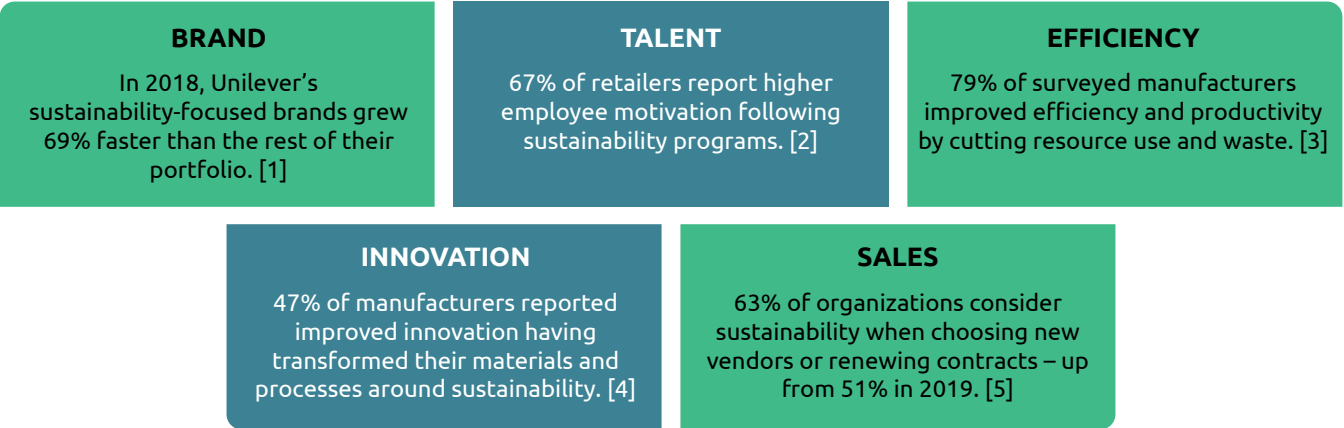 BRAND
In 2018, Unilever’s
sustainability-focused brands grew
69% faster than the rest of their
portfolio. [1]
TALENT
67% of retailers report higher
employee motivation following
sustainability programs. [2]
EFFICIENCY
79% of surveyed manufacturers
improved efficiency and productivity
by cutting resource use and waste. [3]
INNOVATION
47% of manufacturers reported
improved innovation having
transformed their materials and
processes around sustainability. [4]
SALES
63% of organizations consider
sustainability when choosing new
vendors or renewing contracts – up
from 51% in 2019. [5]